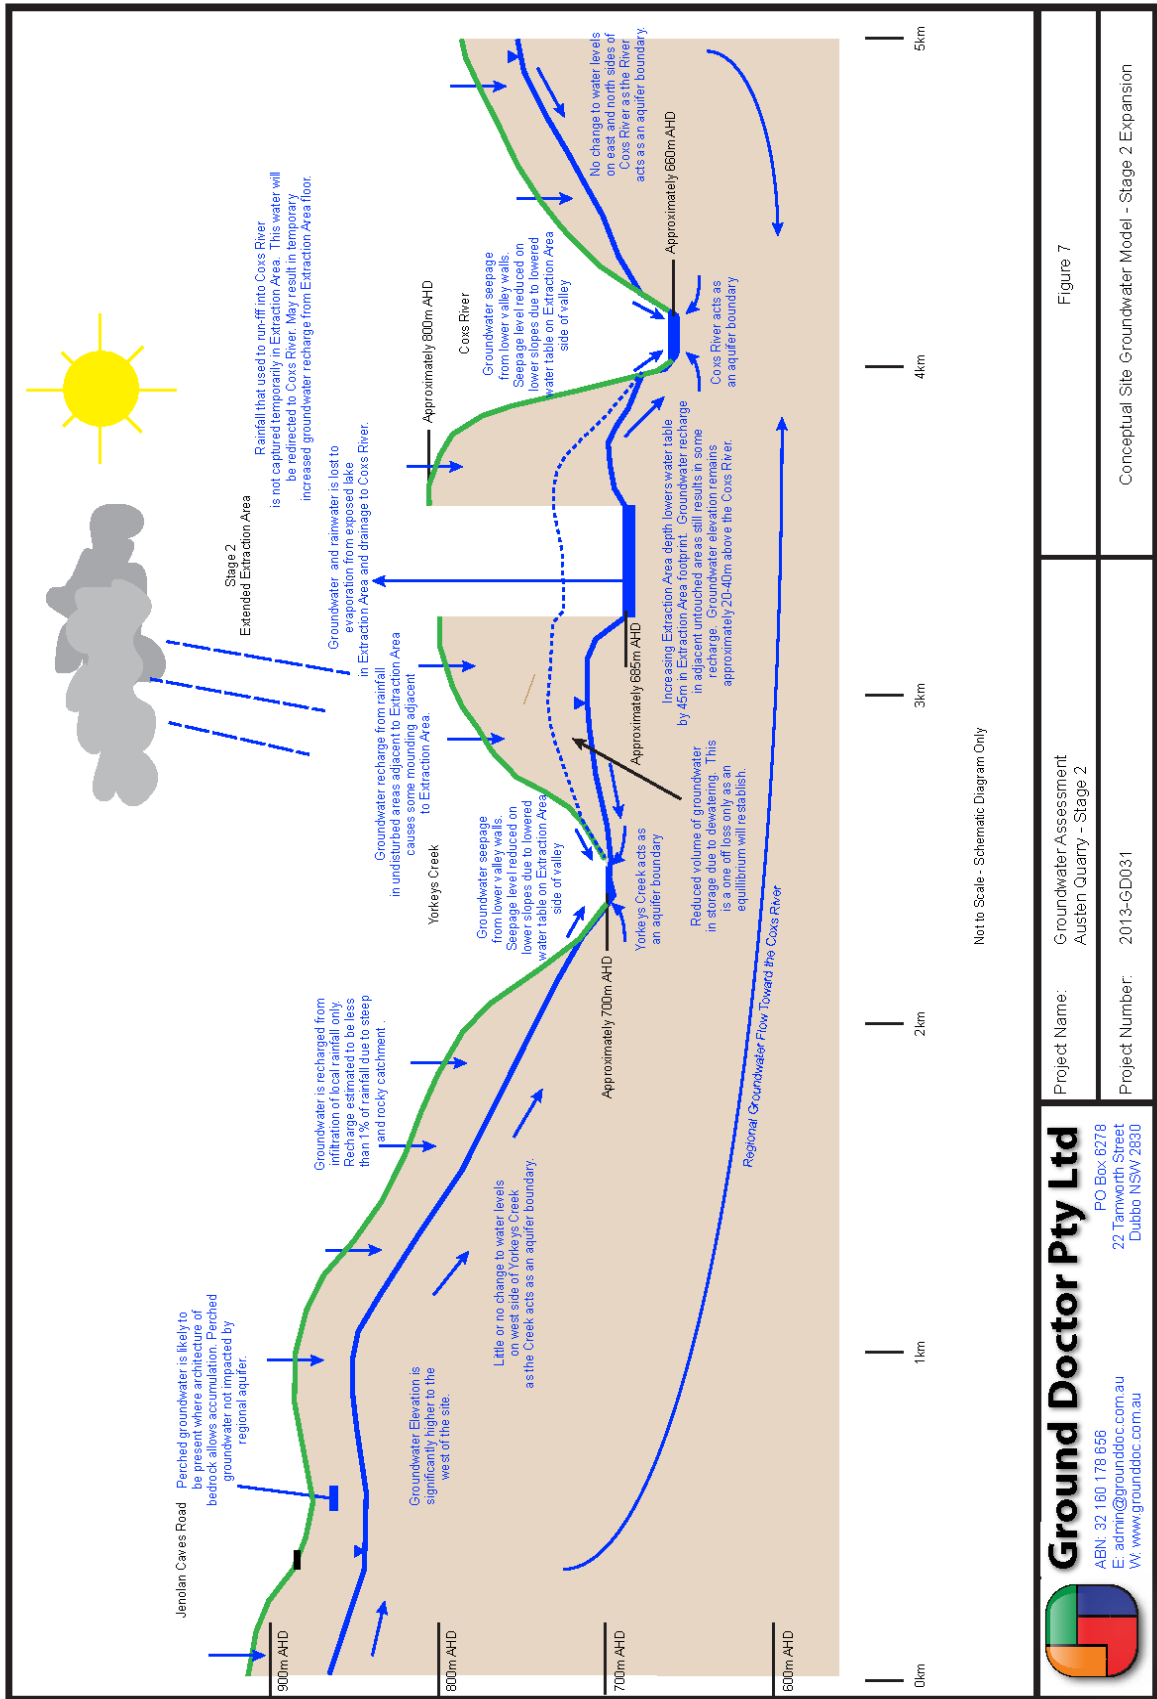 Stage 2
Extended Extraction Area
Rainfall that used to run-fff into Coxs River
is not captured temporarily in Extraction Area. This water will
be redirected to Coxs River. May result in temporary
increased groundwater recharge from Extraction Area floor.
Groundwater and rainwater is lost to
evaporation from exposed lake
in Extraction Area and drainage to Coxs River.
Jenolan Caves Road
Perched groundwater is likely to
be present where architecture of
bedrock allows accumulation. Perched
groundwater not impacted by
regional aquifer.
Groundwater is recharged from
infiltration of local rainfall only.
Recharge estimated to be less
than 1% of rainfall due to steep
and rocky catchment .
Groundwater recharge from rainfall
in undisturbed areas adjacent to Extraction Area
causes some mounding adjacent
to Extraction Area.
Yorkeys Creek
Groundwater seepage
from lower valley walls.
Seepage level reduced on
lower slopes due to lowered
water table on Extraction Area
side of valley
Approximately 800m AHD
Coxs River
Groundwater seepage
from lower valley walls.
Seepage level reduced on
lower slopes due to lowered
water table on Extraction Area
side of valley
No change to water levels
on east and north sides of
Coxs River as the River
acts as an aquifer boundary.
900m AHD
800m AHD
700m AHD
600m AHD
Groundwater Elevation is
significantly higher to the
west of the site.
Little or no change to water levels
on west side of Yorkeys Creek
as the Creek acts as an aquifer boundary.
Approximately 700m AHD
Yorkeys Creek acts as
an aquifer boundary
Approximately 685m AHD
Reduced volume of groundwater
in storage due to dewatering. This
is a one off loss only as an
equillibrium will restablish.
Increasing Extraction Area depth lowers water table
by 45m in Extraction Area footprint. Groundwater recharge
in adjacent untouched areas still results in some
recharge. Groundwater elevation remains
approximately 20-40m above the Coxs River.
Approximately 660m AHD
Coxs River acts as
an aquifer boundary
Regional Groundwater Flow Toward the Coxs River
0km
1km
2km
3km
4km
5km
Not to Scale - Schematic Diagram Only
Ground Doctor Pty Ltd
ABN: 32 160 178 656
E: admin@grounddoc.com.au
W: www.grounddoc.com.au
PO Box 6278
22 Tamworth Street
Dubbo NSW 2830
Project Name:
Groundwater Assessment
Austen Quarry - Stage 2
Project Number:
2013-GD031
Figure 7
Conceptual Site Groundwater Model - Stage 2 Expansion